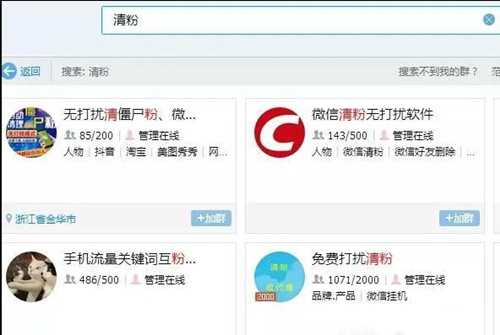 清粉
返回 搜索: 清粉 搜索不到我的群？ 范
无打扰清僵尸粉、微...
85/200 管理在线
人物 抖音 淘宝 美图秀秀 网...
浙江省金华市 +加群
微信清粉无打扰软件
143/500 管理在线
人物 微信清粉 微信好友删除 ...
+加群
手机流量关键词互粉...
486/500 管理在线
免费打扰清粉
1071/2000 管理在线
品牌.产品 微信挂机
清粉
2000